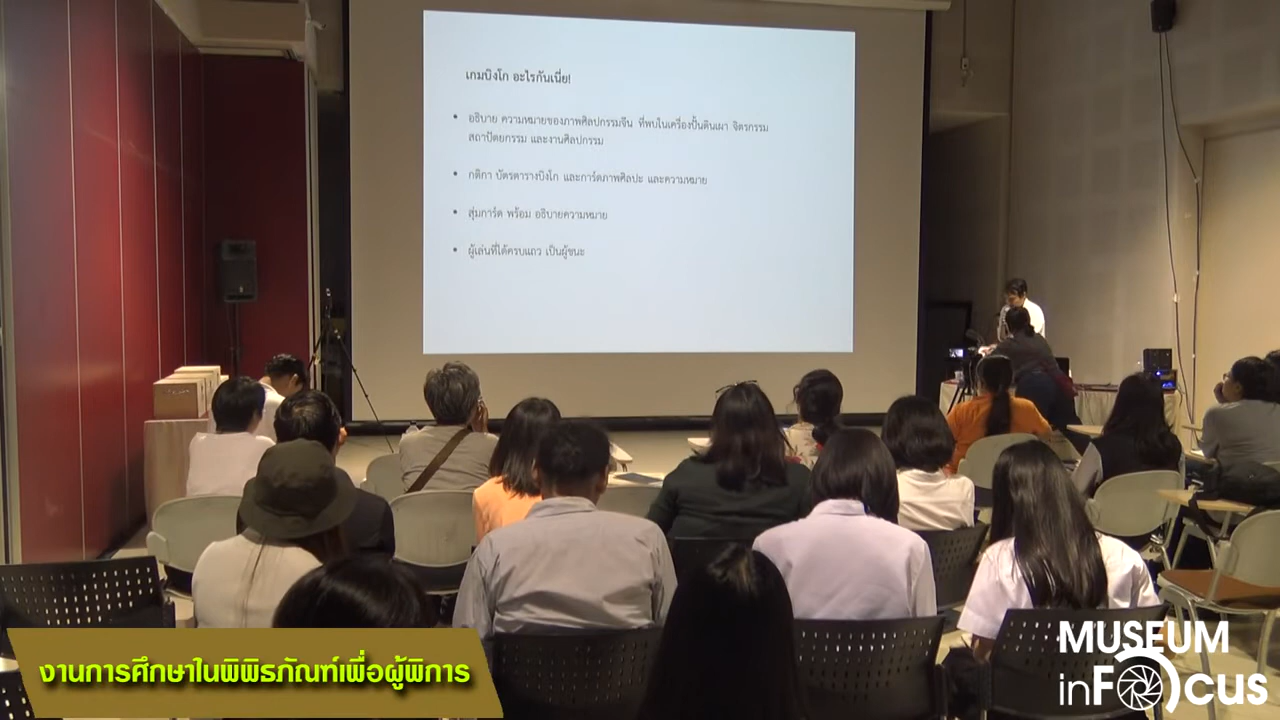 เกมบิงโก อะไรกันเนี่ย!
• อธิบาย ความหมายของภาพศิลปกรรมจีน ที่พบในเครื่องปั้นดินเผา จิตรกรรม
สถาปัตยกรรม และงานศิลปกรรม
• กติกา บัตรตารางบิงโก และการ์ดภาพศิลปะ และความหมาย
• สุ่มการ์ด พร้อม อธิบายความหมาย
• ผู้เล่นที่ได้ครบแถว เป็นผู้ชนะ
งานการศึกษาในพิพิธภัณฑ์เพื่อผู้พิการ
MUSEUM
inFOcus